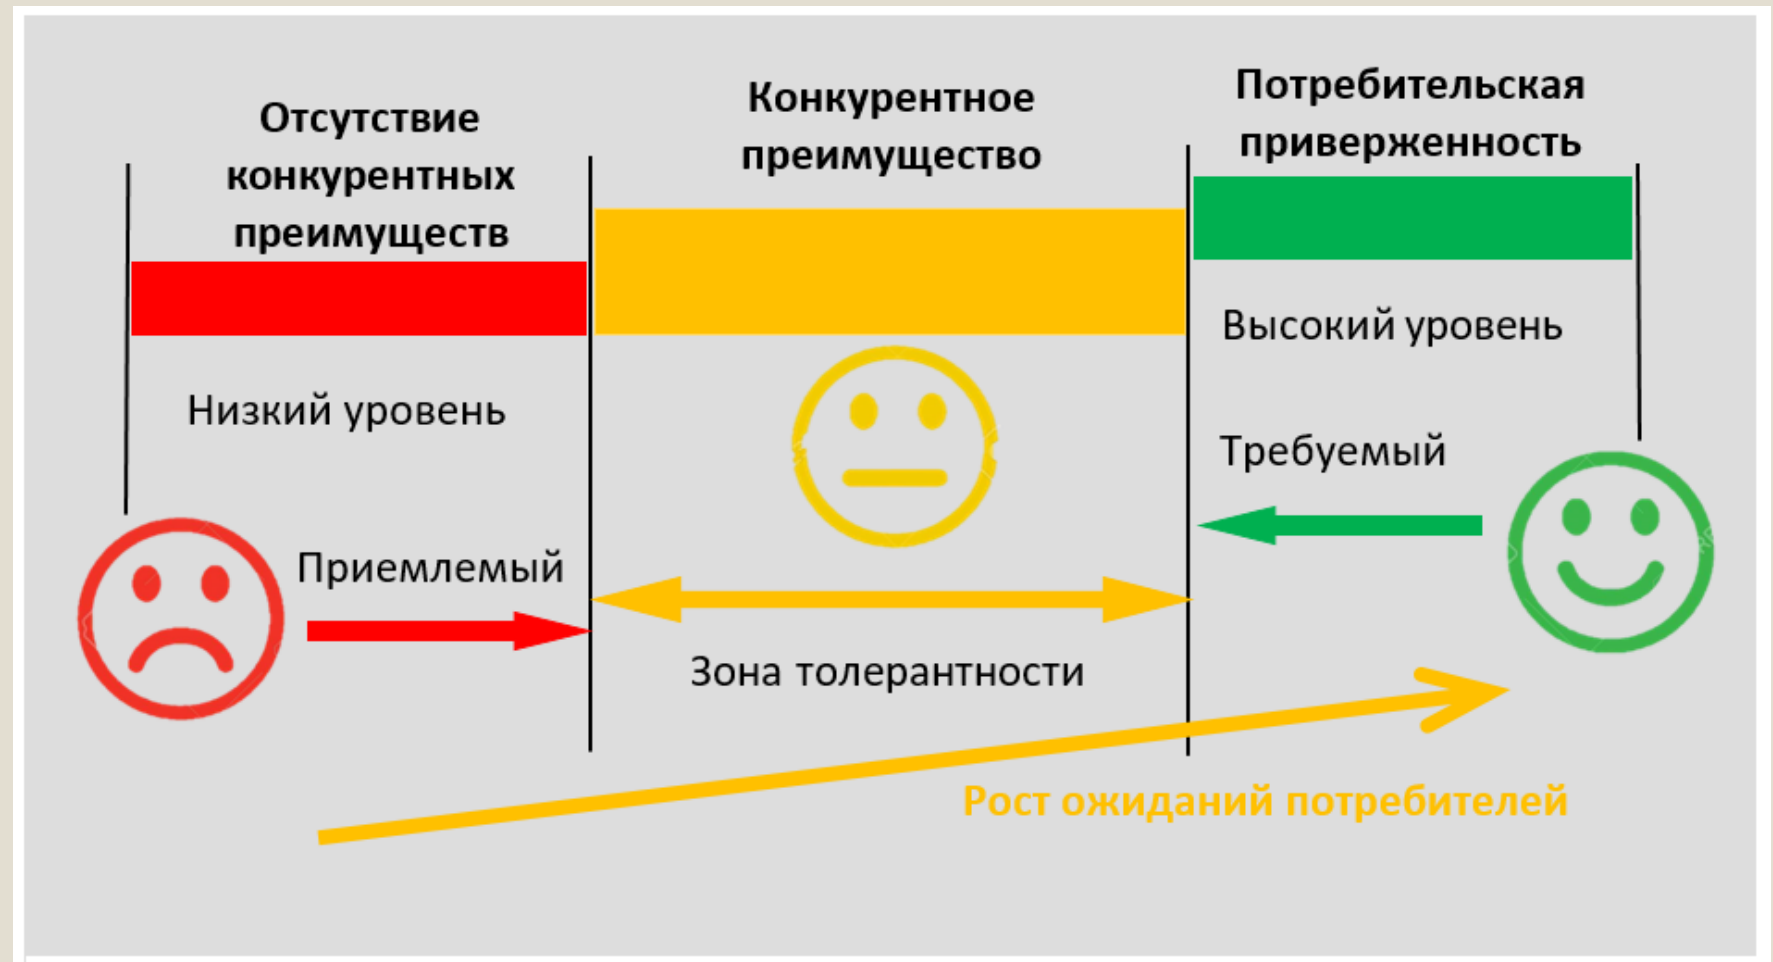 Отсутствие
конкурентных
преимуществ
Конкурентное
преимущество
Потребительская
приверженность
Низкий уровень
Высокий уровень
Приемлемый
Требуемый
Зона толерантности
Рост ожиданий потребителей